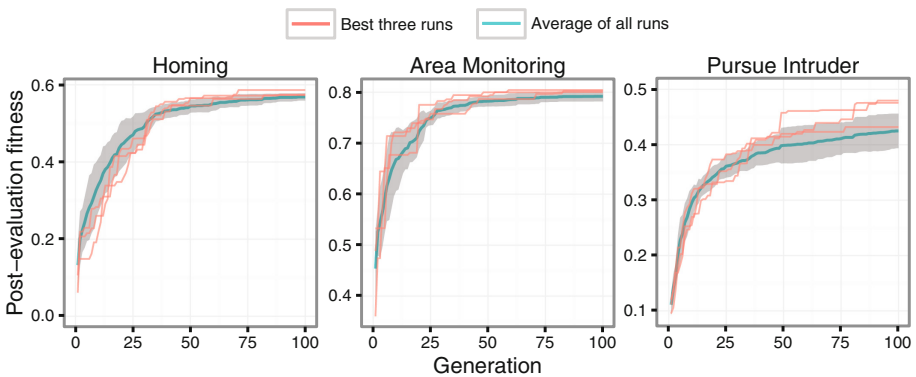 Best three runs
Average of all runs
Homing
Area Monitoring
Pursue Intruder
Post−evaluation fitness
0.6
0.4
0.2
0.0
0.8
0.7
0.6
0.5
0.4
0.5
0.4
0.3
0.2
0.1
0 25 50 75 100
0 25 50 75 100
0 25 50 75 100
Generation